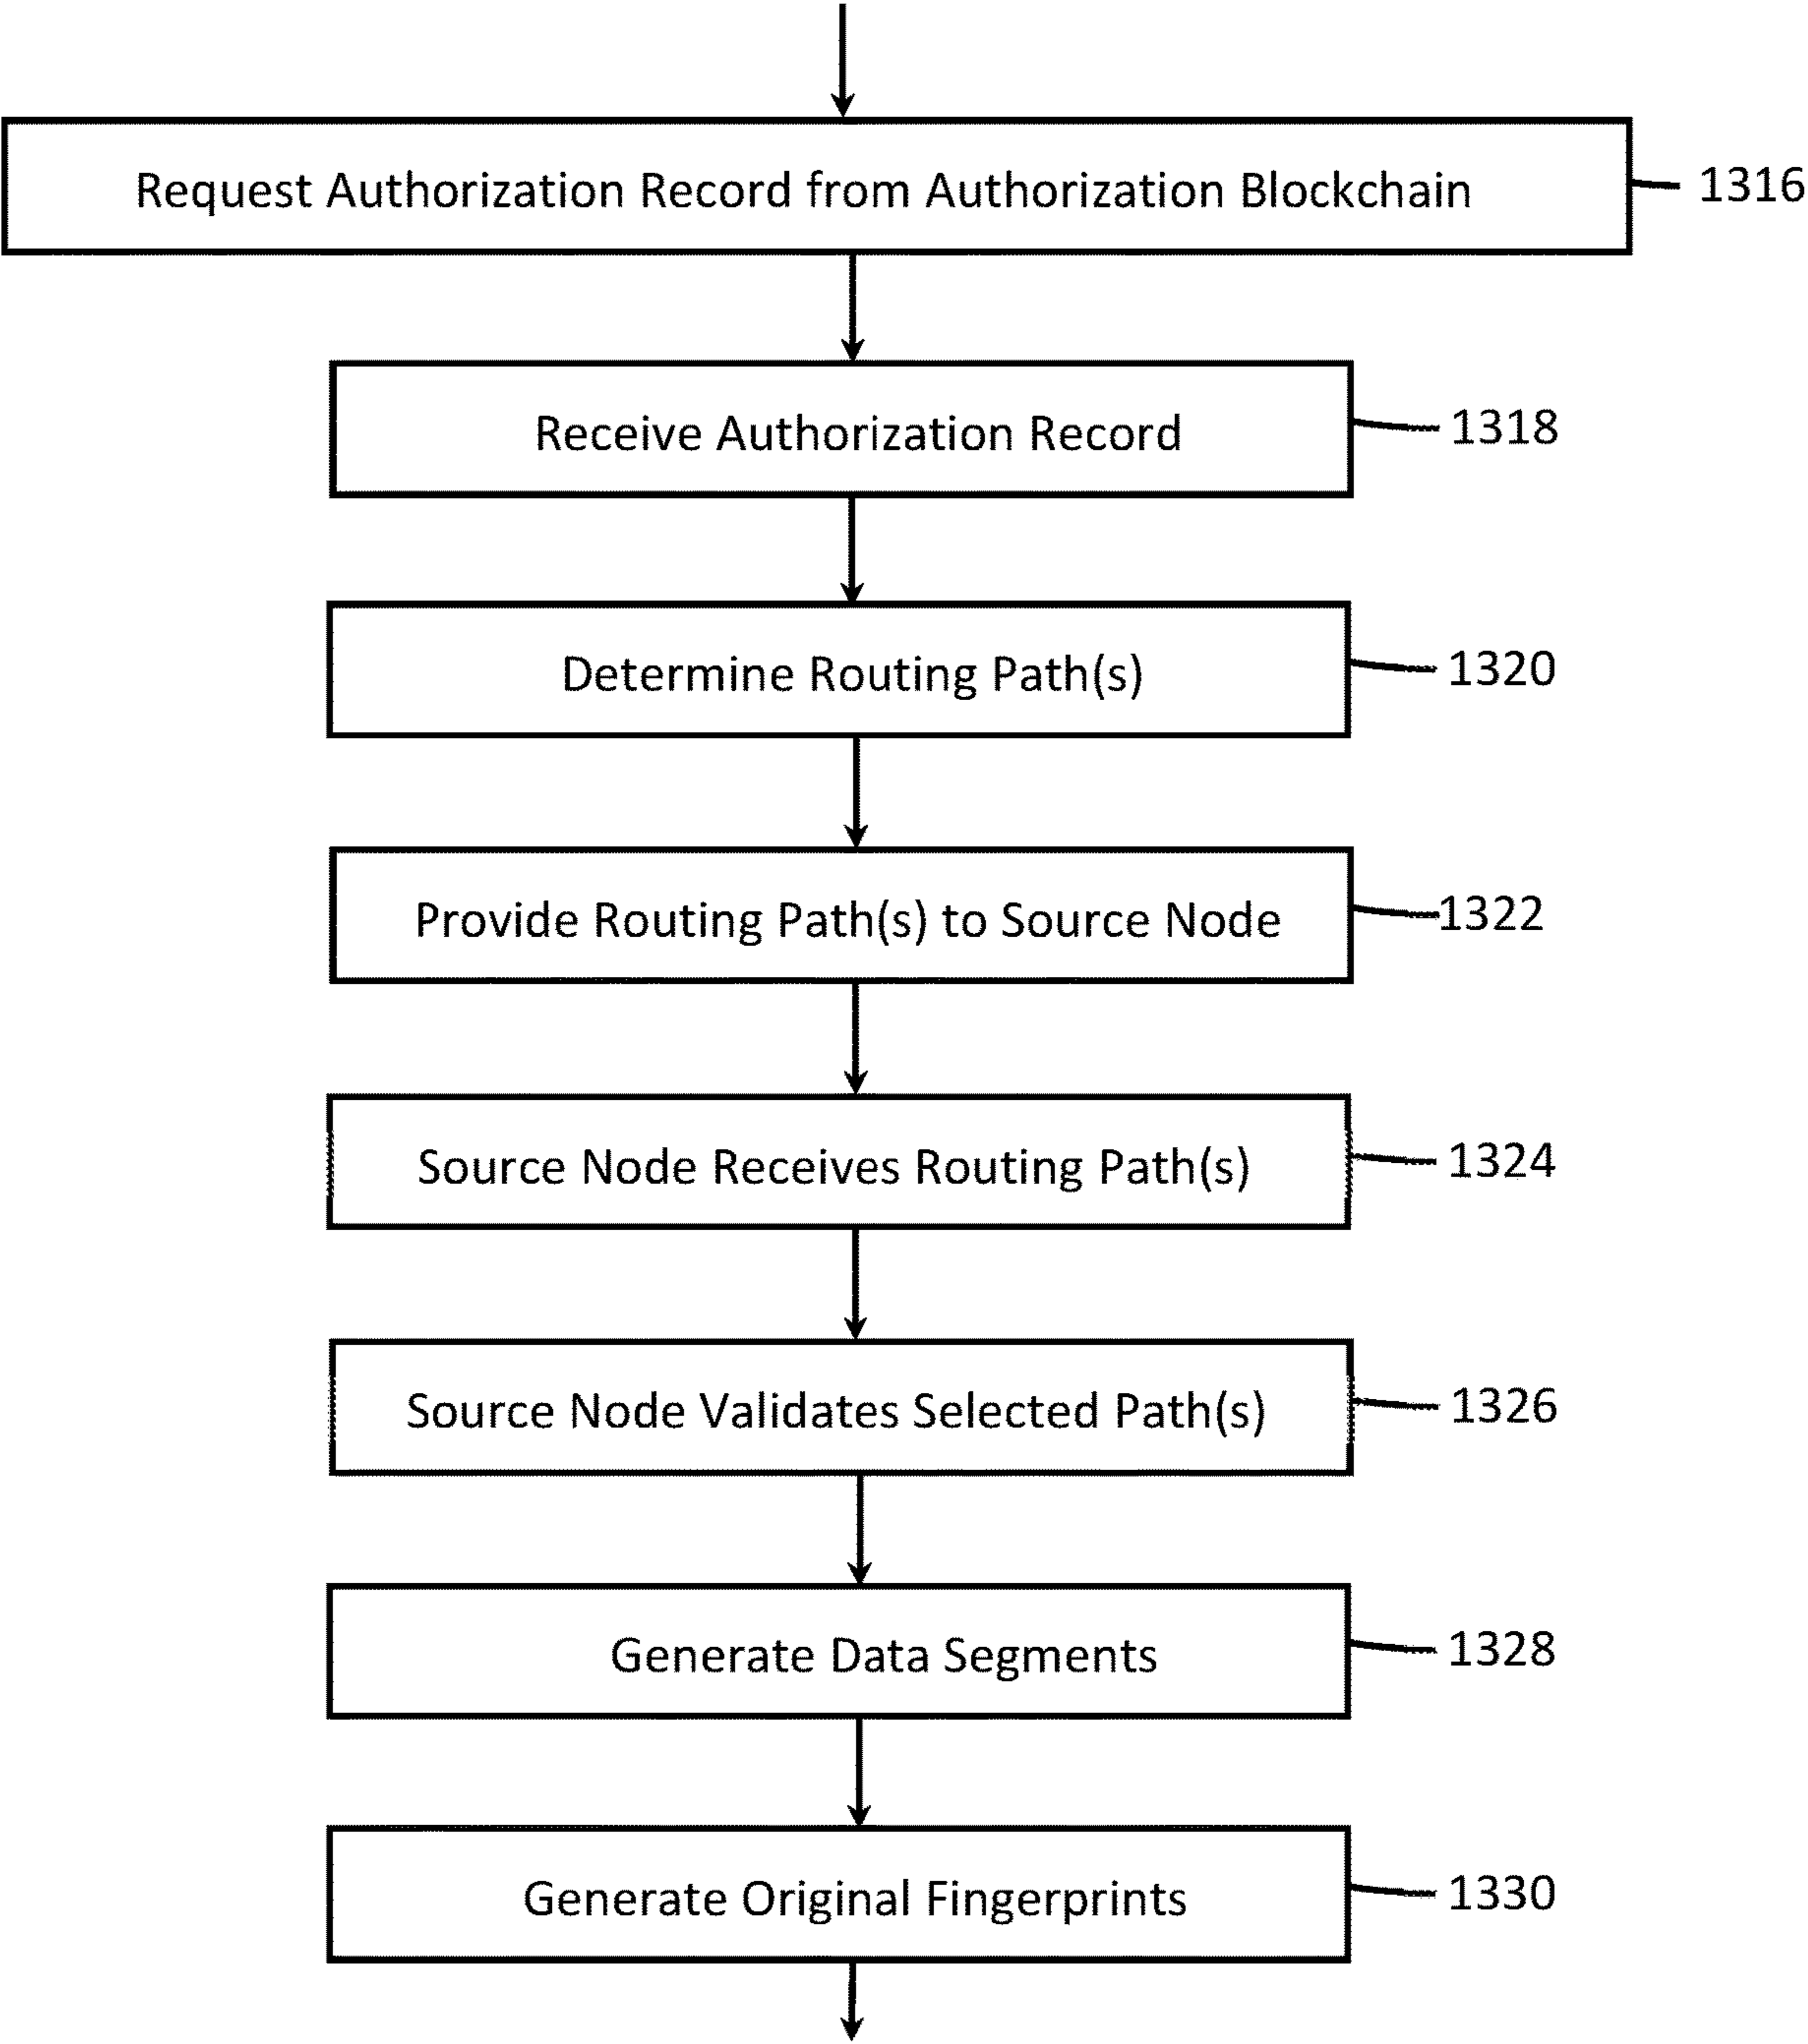 Request Authorization Record from Authorization Blockchain 1316
Receive Authorization Record 1318
Determine Routing Path(s) 1320
Provide Routing Path(s) to Source Node 1322
Source Node Receives Routing Path(s) 1324
Source Node Validates Selected Path(s) 1326
Generate Data Segments 1328
Generate Original Fingerprints 1330